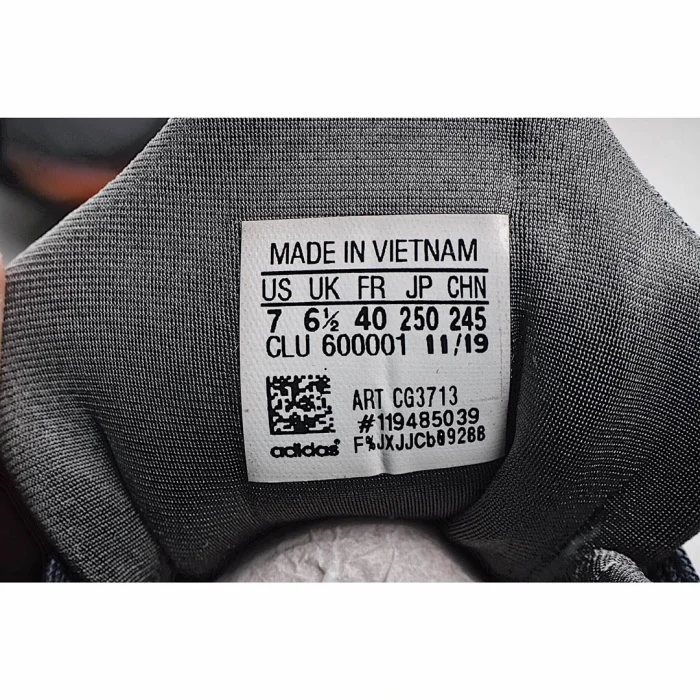 MADE IN VIETNAM
US UK FR JP CHN
7 6½ 40 250 245
CLU 600001 11/19
ART CG3713
#119485039
adidas F%JXJJCb09288